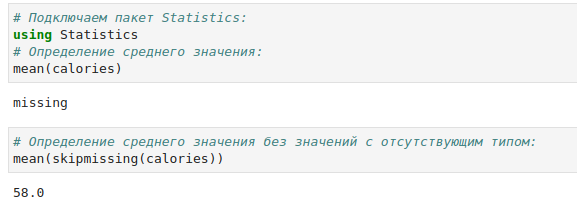 # Подключаем пакет Statistics:
using Statistics
# Определение среднего значения:
mean(calories)
missing
# Определение среднего значения без значений с отсутствующим типом:
mean(skipmissing(calories))
58.0